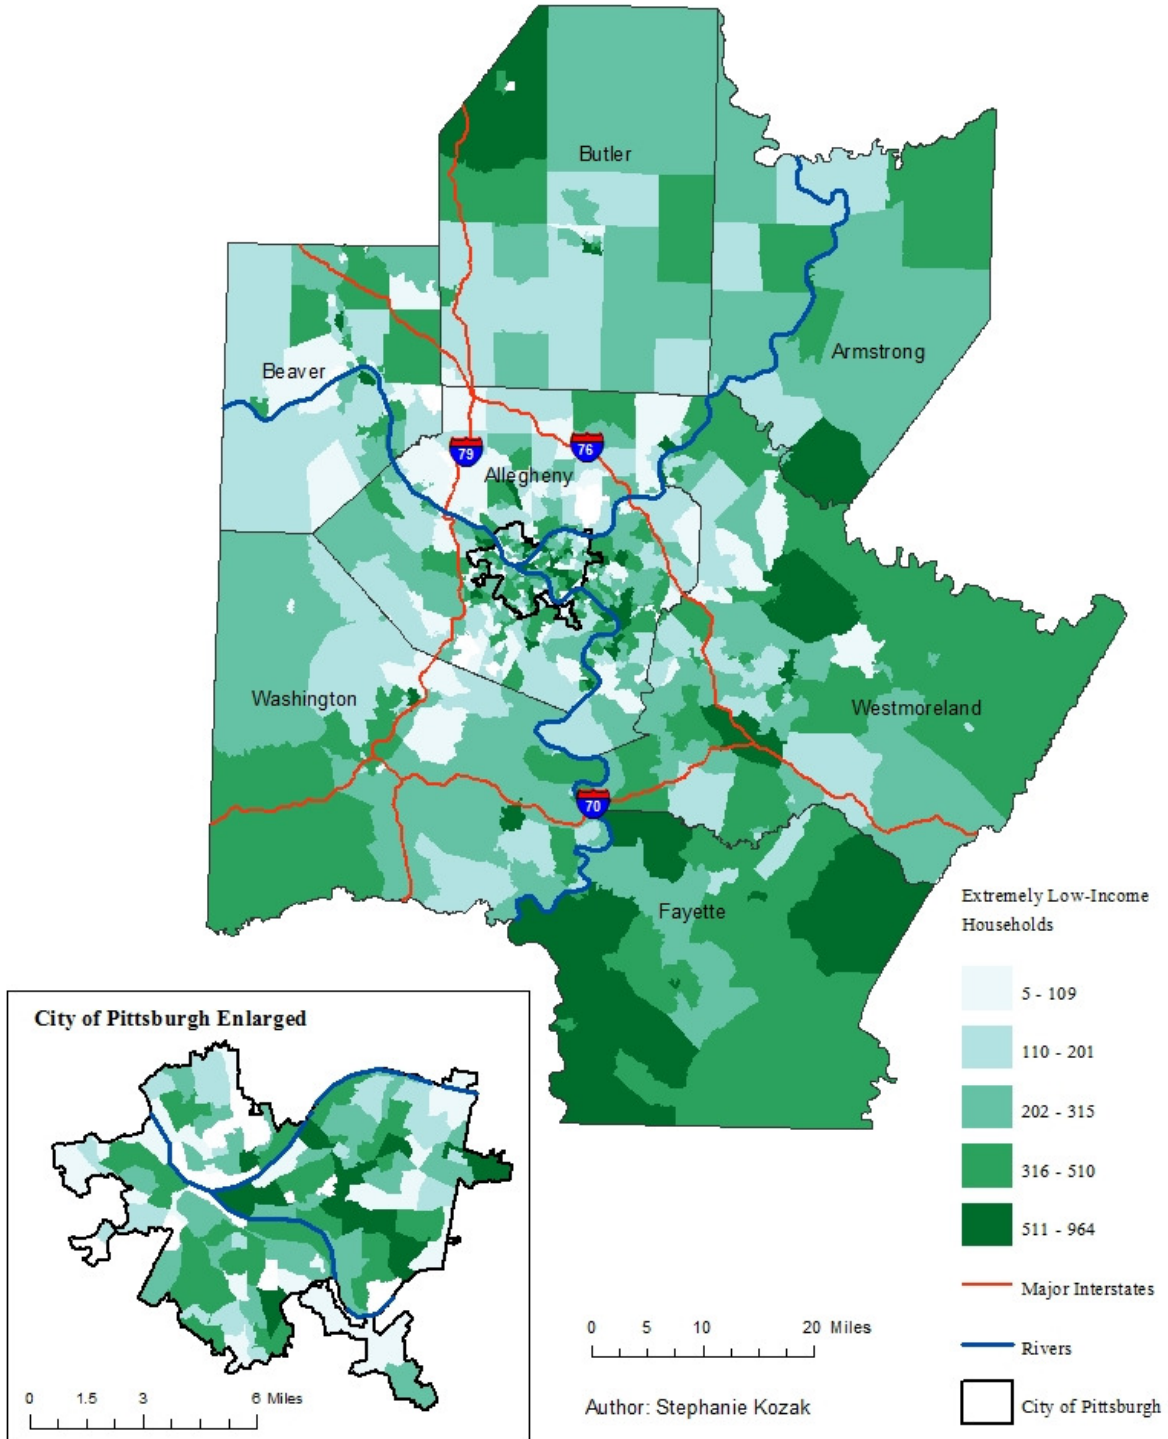 Butler
Armstrong
Beaver
79
76
Allegheny
Washington
Westmoreland
70
Fayette
Extremely Low-Income
Households
5 - 109
110 - 201
202 - 315
316 - 510
511 - 964
Major Interstates
Rivers
City of Pittsburgh
City of Pittsburgh Enlarged
0 1.5 3 6 Miles
0 5 10 20 Miles
Author: Stephanie Kozak